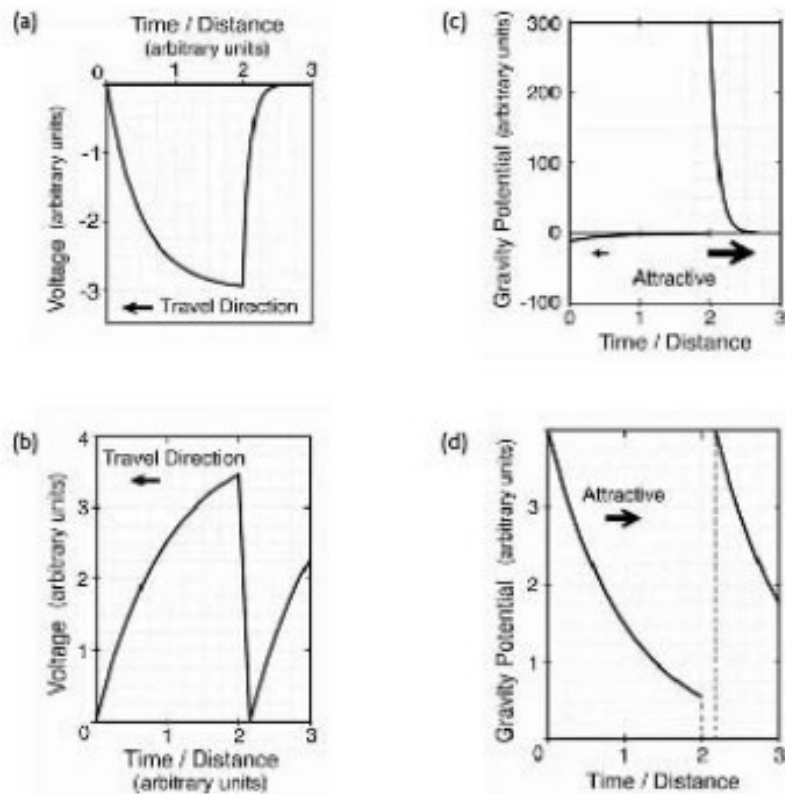 (a)
Time / Distance
(arbitrary units)
0 1 2 3
-1
-2
-3
Voltage (arbitrary units)
Travel Direction
(c)
300
200
100
0
-100
Gravity Potential (arbitrary units)
Attractive
0 1 2 3
Time / Distance
(b)
4
3
2
1
0
Voltage (arbitrary units)
Travel Direction
0 1 2 3
Time / Distance
(arbitrary units)
(d)
3
2
1
Gravity Potential (arbitrary units)
Attractive
0 1 2 3
Time / Distance